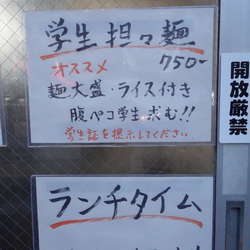 学生担々麺
オススメ 750-
麺大盛・ライス付き
腹ペコ学生求む!!
学生証を提示してください
開放厳禁
ランチタイム